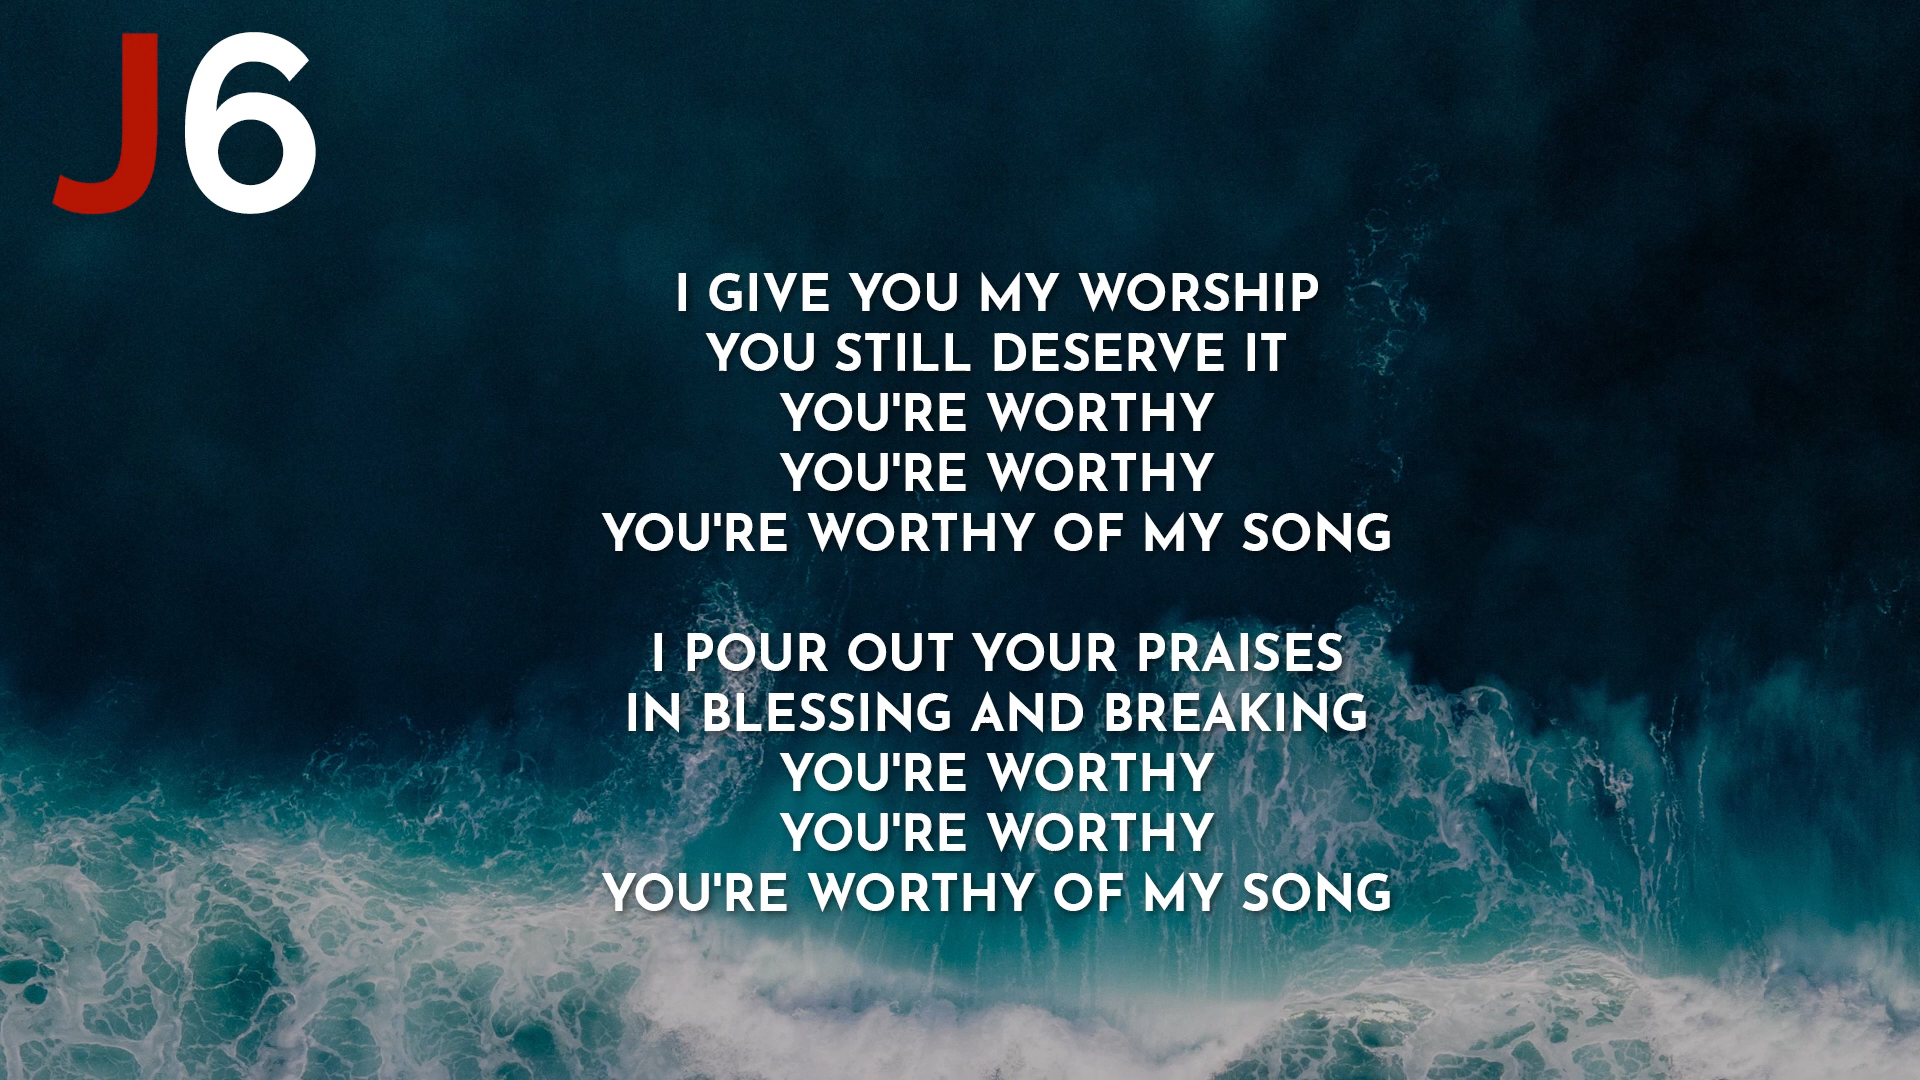 J6
I GIVE YOU MY WORSHIP
YOU STILL DESERVE IT
YOU'RE WORTHY
YOU'RE WORTHY
YOU'RE WORTHY OF MY SONG
I POUR OUT YOUR PRAISES
IN BLESSING AND BREAKING
YOU'RE WORTHY
YOU'RE WORTHY
YOU'RE WORTHY OF MY SONG